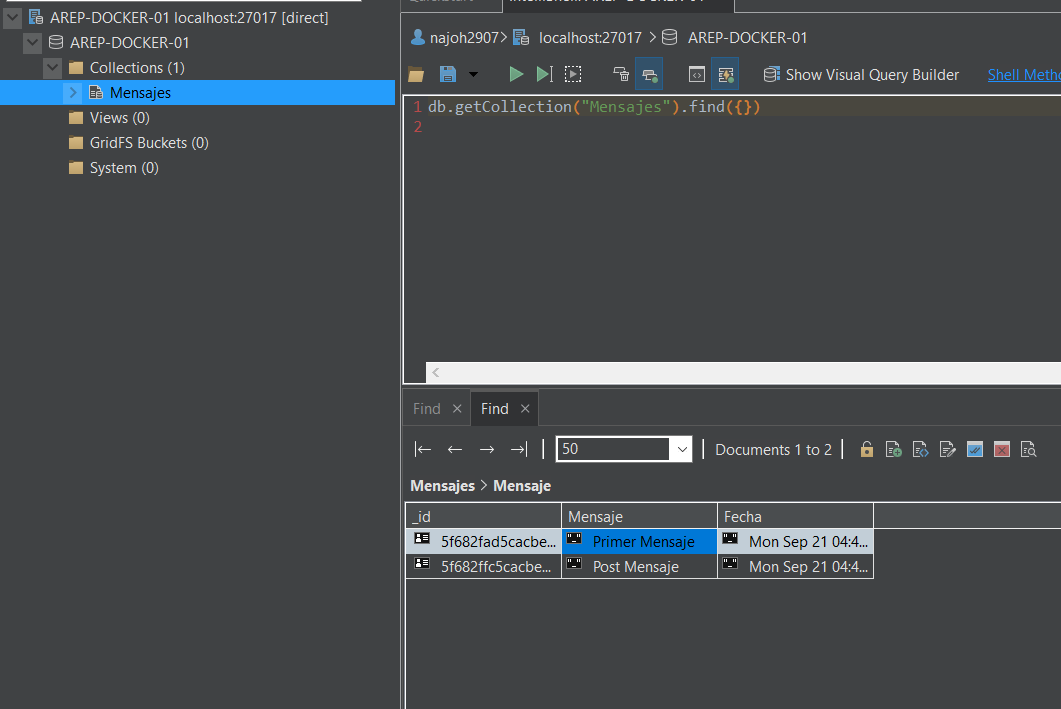 AREP-DOCKER-01 localhost:27017 [direct]
AREP-DOCKER-01
Collections (1)
Mensajes
Views (0)
GridFS Buckets (0)
System (0)
najoh2907> localhost:27017 > AREP-DOCKER-01
Show Visual Query Builder Shell Metho
1 db.getCollection("Mensajes").find({})
2
Find × Find ×
50 Documents 1 to 2
Mensajes > Mensaje
_id Mensaje Fecha
5f682fad5cacbe... Primer Mensaje Mon Sep 21 04:4...
5f682ffc5cacbe... Post Mensaje Mon Sep 21 04:4...